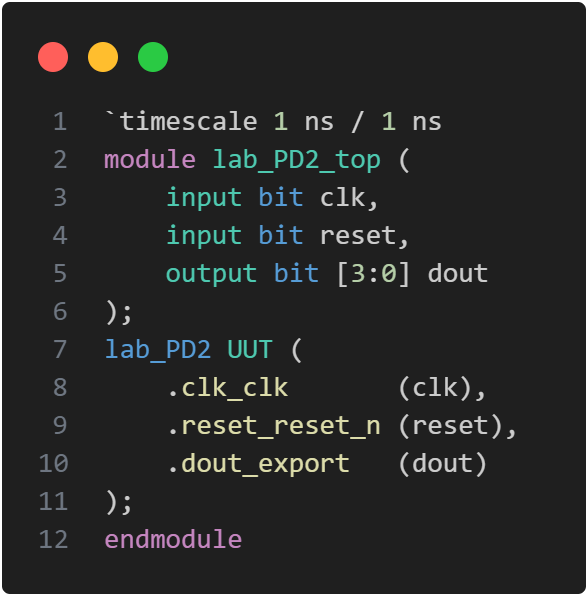 1 `timescale 1 ns / 1 ns
2 module lab_PD2_top (
3     input bit clk,
4     input bit reset,
5     output bit [3:0] dout
6 );
7 lab_PD2 UUT (
8     .clk_clk       (clk),
9     .reset_reset_n (reset),
10     .dout_export   (dout)
11 );
12 endmodule